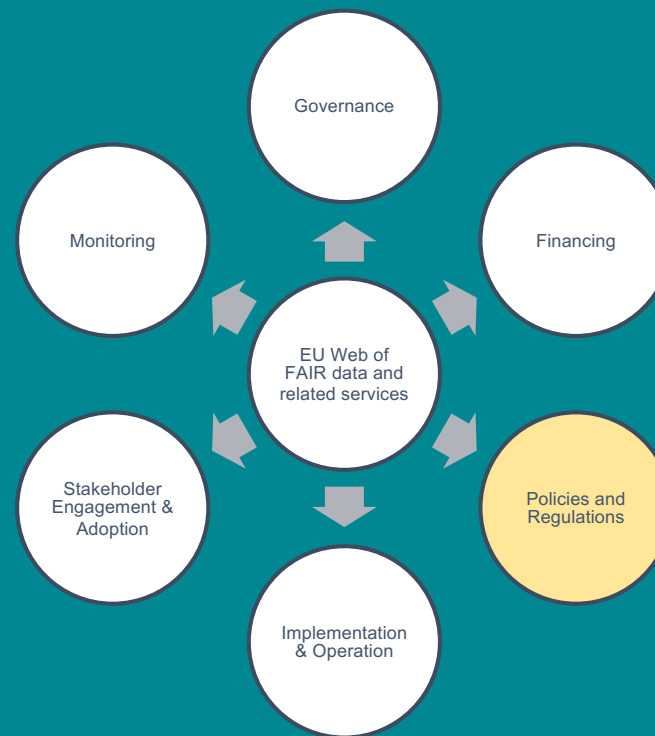 Governance
Monitoring
Financing
EU Web of
FAIR data and
related services
Stakeholder
Engagement &
Adoption
Policies and
Regulations
Implementation
& Operation